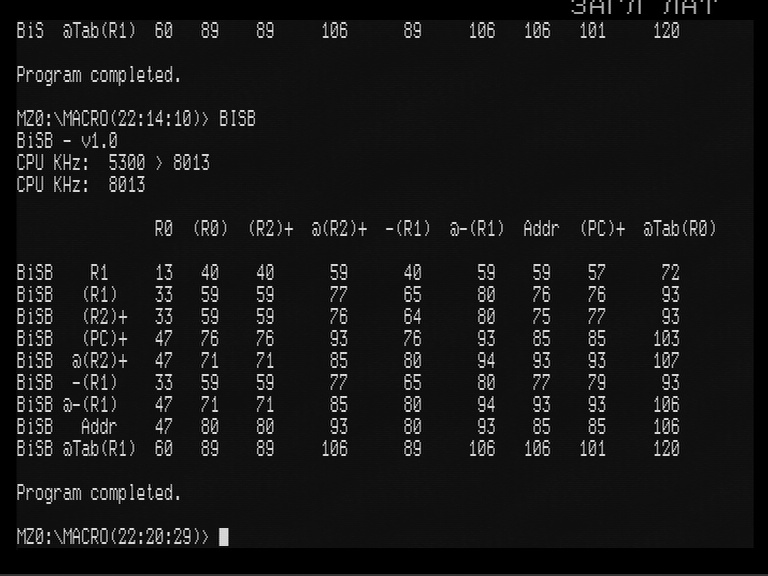 ЗАГЛ ЛАТ
BiS  @Tab(R1)  60   89    89     106      89     106  106   101     120
Program completed.
MZ0:\MACRO(22:14:10)> BISB
BiSB - v1.0
CPU KHz:  5300 > 8013
CPU KHz:  8013
R0  (R0)  (R2)+  @(R2)+  -(R1)  @-(R1)  Addr  (PC)+  @Tab(R0)
BiSB    R1     13   40    40      59      40      59   59    57      72
BiSB   (R1)    33   59    59      77      65      80   76    76      93
BiSB   (R2)+   33   59    59      76      64      80   75    77      93
BiSB   (PC)+   47   76    76      93      76      93   85    85     103
BiSB  @(R2)+   47   71    71      85      80      94   93    93     107
BiSB  -(R1)    33   59    59      77      65      80   77    79      93
BiSB @-(R1)    47   71    71      85      80      94   93    93     106
BiSB   Addr    47   80    80      93      80      93   85    85     106
BiSB @Tab(R1)  60   89    89     106      89     106  106   101     120
Program completed.
MZ0:\MACRO(22:20:29)>